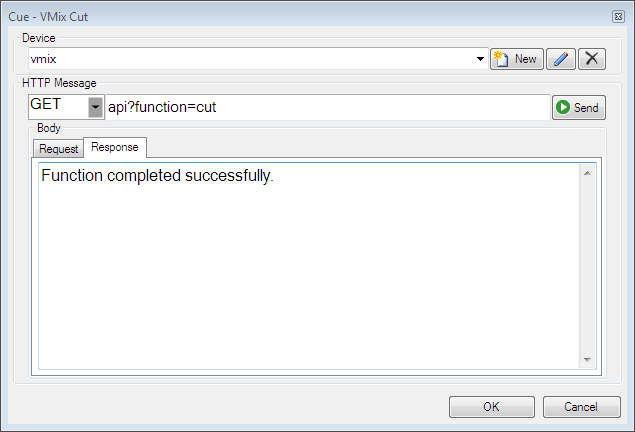 Cue - VMix Cut
Device
vmix
New
HTTP Message
GET
api?function=cut
Send
Body
Request
Response
Function completed successfully.
OK
Cancel